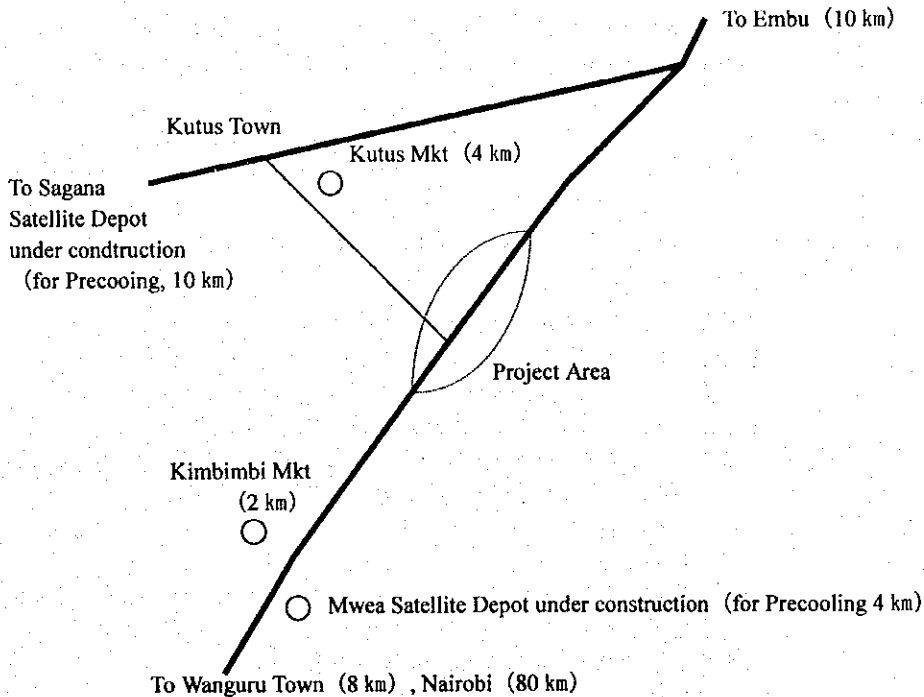 To Embu (10 km)
Kutus Town
Kutus Mkt (4 km)
To Sagana
Satellite Depot
under condtruction
(for Precooing, 10 km)
Project Area
Kimbimbi Mkt
(2 km)
Mwea Satellite Depot under construction (for Precooling 4 km)
To Wanguru Town (8 km) , Nairobi (80 km)